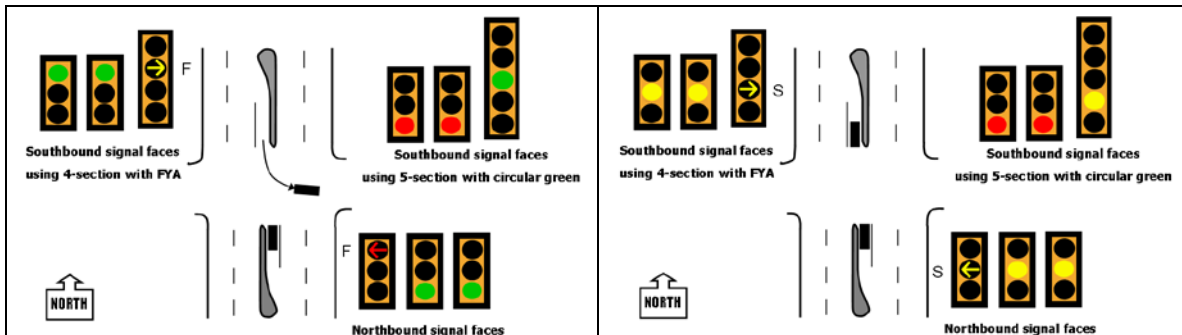 F
Southbound signal faces
using 4-section with FYA
Southbound signal faces
using 5-section with circular green
F
NORTH
Northbound signal faces
S
Southbound signal faces
using 4-section with FYA
Southbound signal faces
using 5-section with circular green
S
NORTH
Northbound signal faces